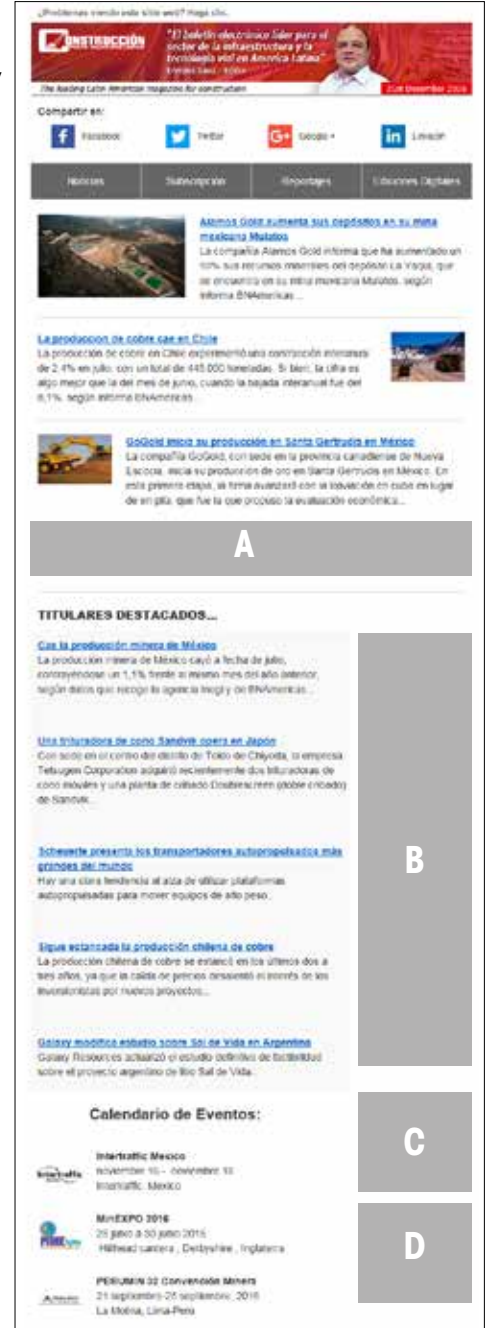 ¿Problemas viendo este sitio web? Haga clic.
CONSTRUCCIÓN
"El boletín electrónico líder para el
sector de la infraestructura y la
tecnología vial en América Latina"
The leading Latin American magazine for construction
Compartir en:
Facebook Twitter Google + LinkedIn
Noticias Subscripción Reportajes Ediciones Digitales
Alamos Gold aumenta sus depósitos en su mina
mexicana Mulatos
La compañía Alamos Gold informa que ha aumentado un
10% sus recursos minerales del depósito La Yaqui, que
se encuentra en su mina mexicana Mulatos, según
informa BNAmericas...
La producción de cobre cae en Chile
La producción de cobre en Chile experimentó una contracción interanual
de 2,4% en julio, con un total de 445.000 toneladas. Si bien, la cifra es
algo mejor que la del mes de junio, cuando la bajada interanual fue del
6,1%, según informa BNAmericas...
GoGold inicia su producción en Santa Gertrudis en México
La compañía GoGold, con sede en la provincia canadiense de Nueva
Escocia, inicia su producción de oro en Santa Gertrudis en México. En
esta primera etapa, la firma avanzará con la lixiviación en cubo en lugar
de en pila, que fue la que propuso la evaluación económica...
A
TITULARES DESTACADOS...
Cae la producción minera de México
La producción minera de México cayó a fecha de julio,
contrayéndose un 1,1% frente al mismo mes del año anterior,
según datos que recoge la agencia Inegi y de BNAmericas...
Una trituradora de cono Sandvik opera en Japón
Con sede en el centro del distrito de Tokio de Chiyoda, la empresa
Tetsugen Corporation adquirió recientemente dos trituradoras de
cono móviles y una planta de cribado Doublescreen (doble cribado)
de Sandvik...
B
Scheuerle presenta los transportadores autopropulsados más
grandes del mundo
Hay una clara tendencia al alza de utilizar plataformas
autopropulsadas para mover equipos de alto peso.
Sigue estancada la producción chilena de cobre
La producción chilena de cobre se estancó en los últimos dos a
tres años, ya que la caída de precios desalentó el interés de los
inversionistas por nuevos proyectos...
Galaxy modifica estudio sobre Sal de Vida en Argentina
Galaxy Resources actualizó el estudio definitivo de factibilidad
sobre el proyecto argentino de litio Sal de Vida.
Calendario de Eventos:
C
Intertraffic Mexico
noviembre 16 - noviembre 18
Intertraffic, Mexico
D
MinEXPO 2016
28 junio a 30 junio 2016
Hillhead cantera , Derbyshire , Inglaterra
PERUMIN 32 Convención Minera
21 septiembre-25 septiembre, 2016
La Molina, Lima-Perú